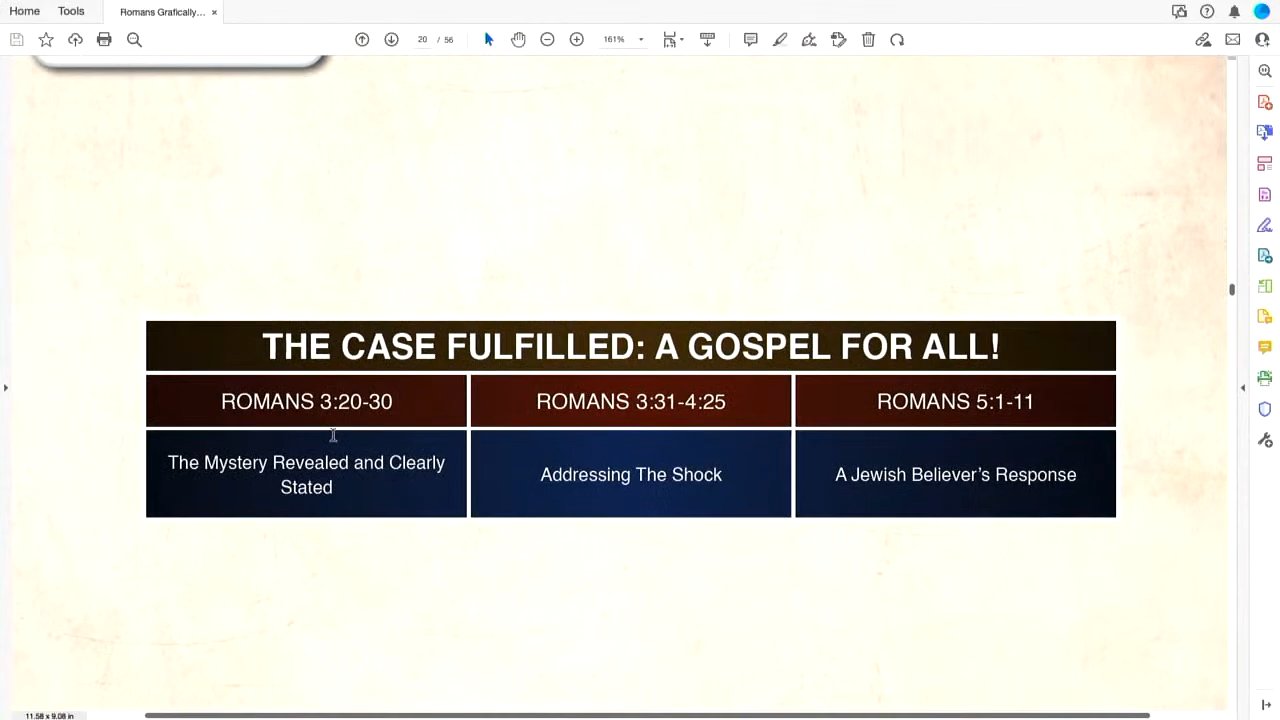 Home Tools Romans Grafically... ×
20 / 56 161%
THE CASE FULFILLED: A GOSPEL FOR ALL!
ROMANS 3:20-30 ROMANS 3:31-4:25 ROMANS 5:1-11
The Mystery Revealed and Clearly
Stated
Addressing The Shock
A Jewish Believer’s Response
11.58 x 9.08 in